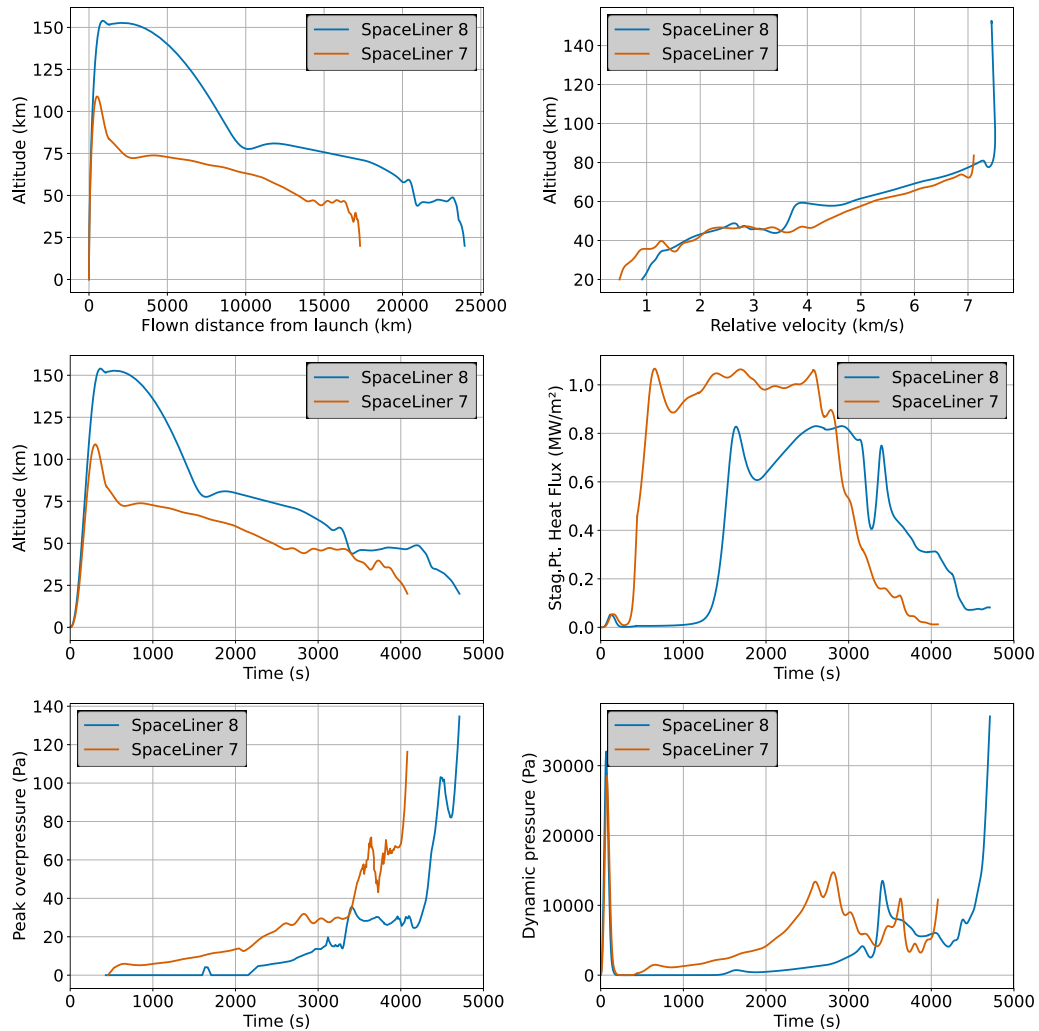 SpaceLiner 8
SpaceLiner 7
Altitude (km)
150
125
100
75
50
25
0
0 5000 10000 15000 20000 25000
Flown distance from launch (km)
SpaceLiner 8
SpaceLiner 7
Altitude (km)
140
120
100
80
60
40
20
1 2 3 4 5 6 7
Relative velocity (km/s)
SpaceLiner 8
SpaceLiner 7
Altitude (km)
150
125
100
75
50
25
0
0 1000 2000 3000 4000 5000
Time (s)
SpaceLiner 8
SpaceLiner 7
Stag.Pt. Heat Flux (MW/m²)
1.0
0.8
0.6
0.4
0.2
0.0
0 1000 2000 3000 4000 5000
Time (s)
SpaceLiner 8
SpaceLiner 7
Peak overpressure (Pa)
140
120
100
80
60
40
20
0
0 1000 2000 3000 4000 5000
Time (s)
SpaceLiner 8
SpaceLiner 7
Dynamic pressure (Pa)
30000
20000
10000
0
0 1000 2000 3000 4000 5000
Time (s)